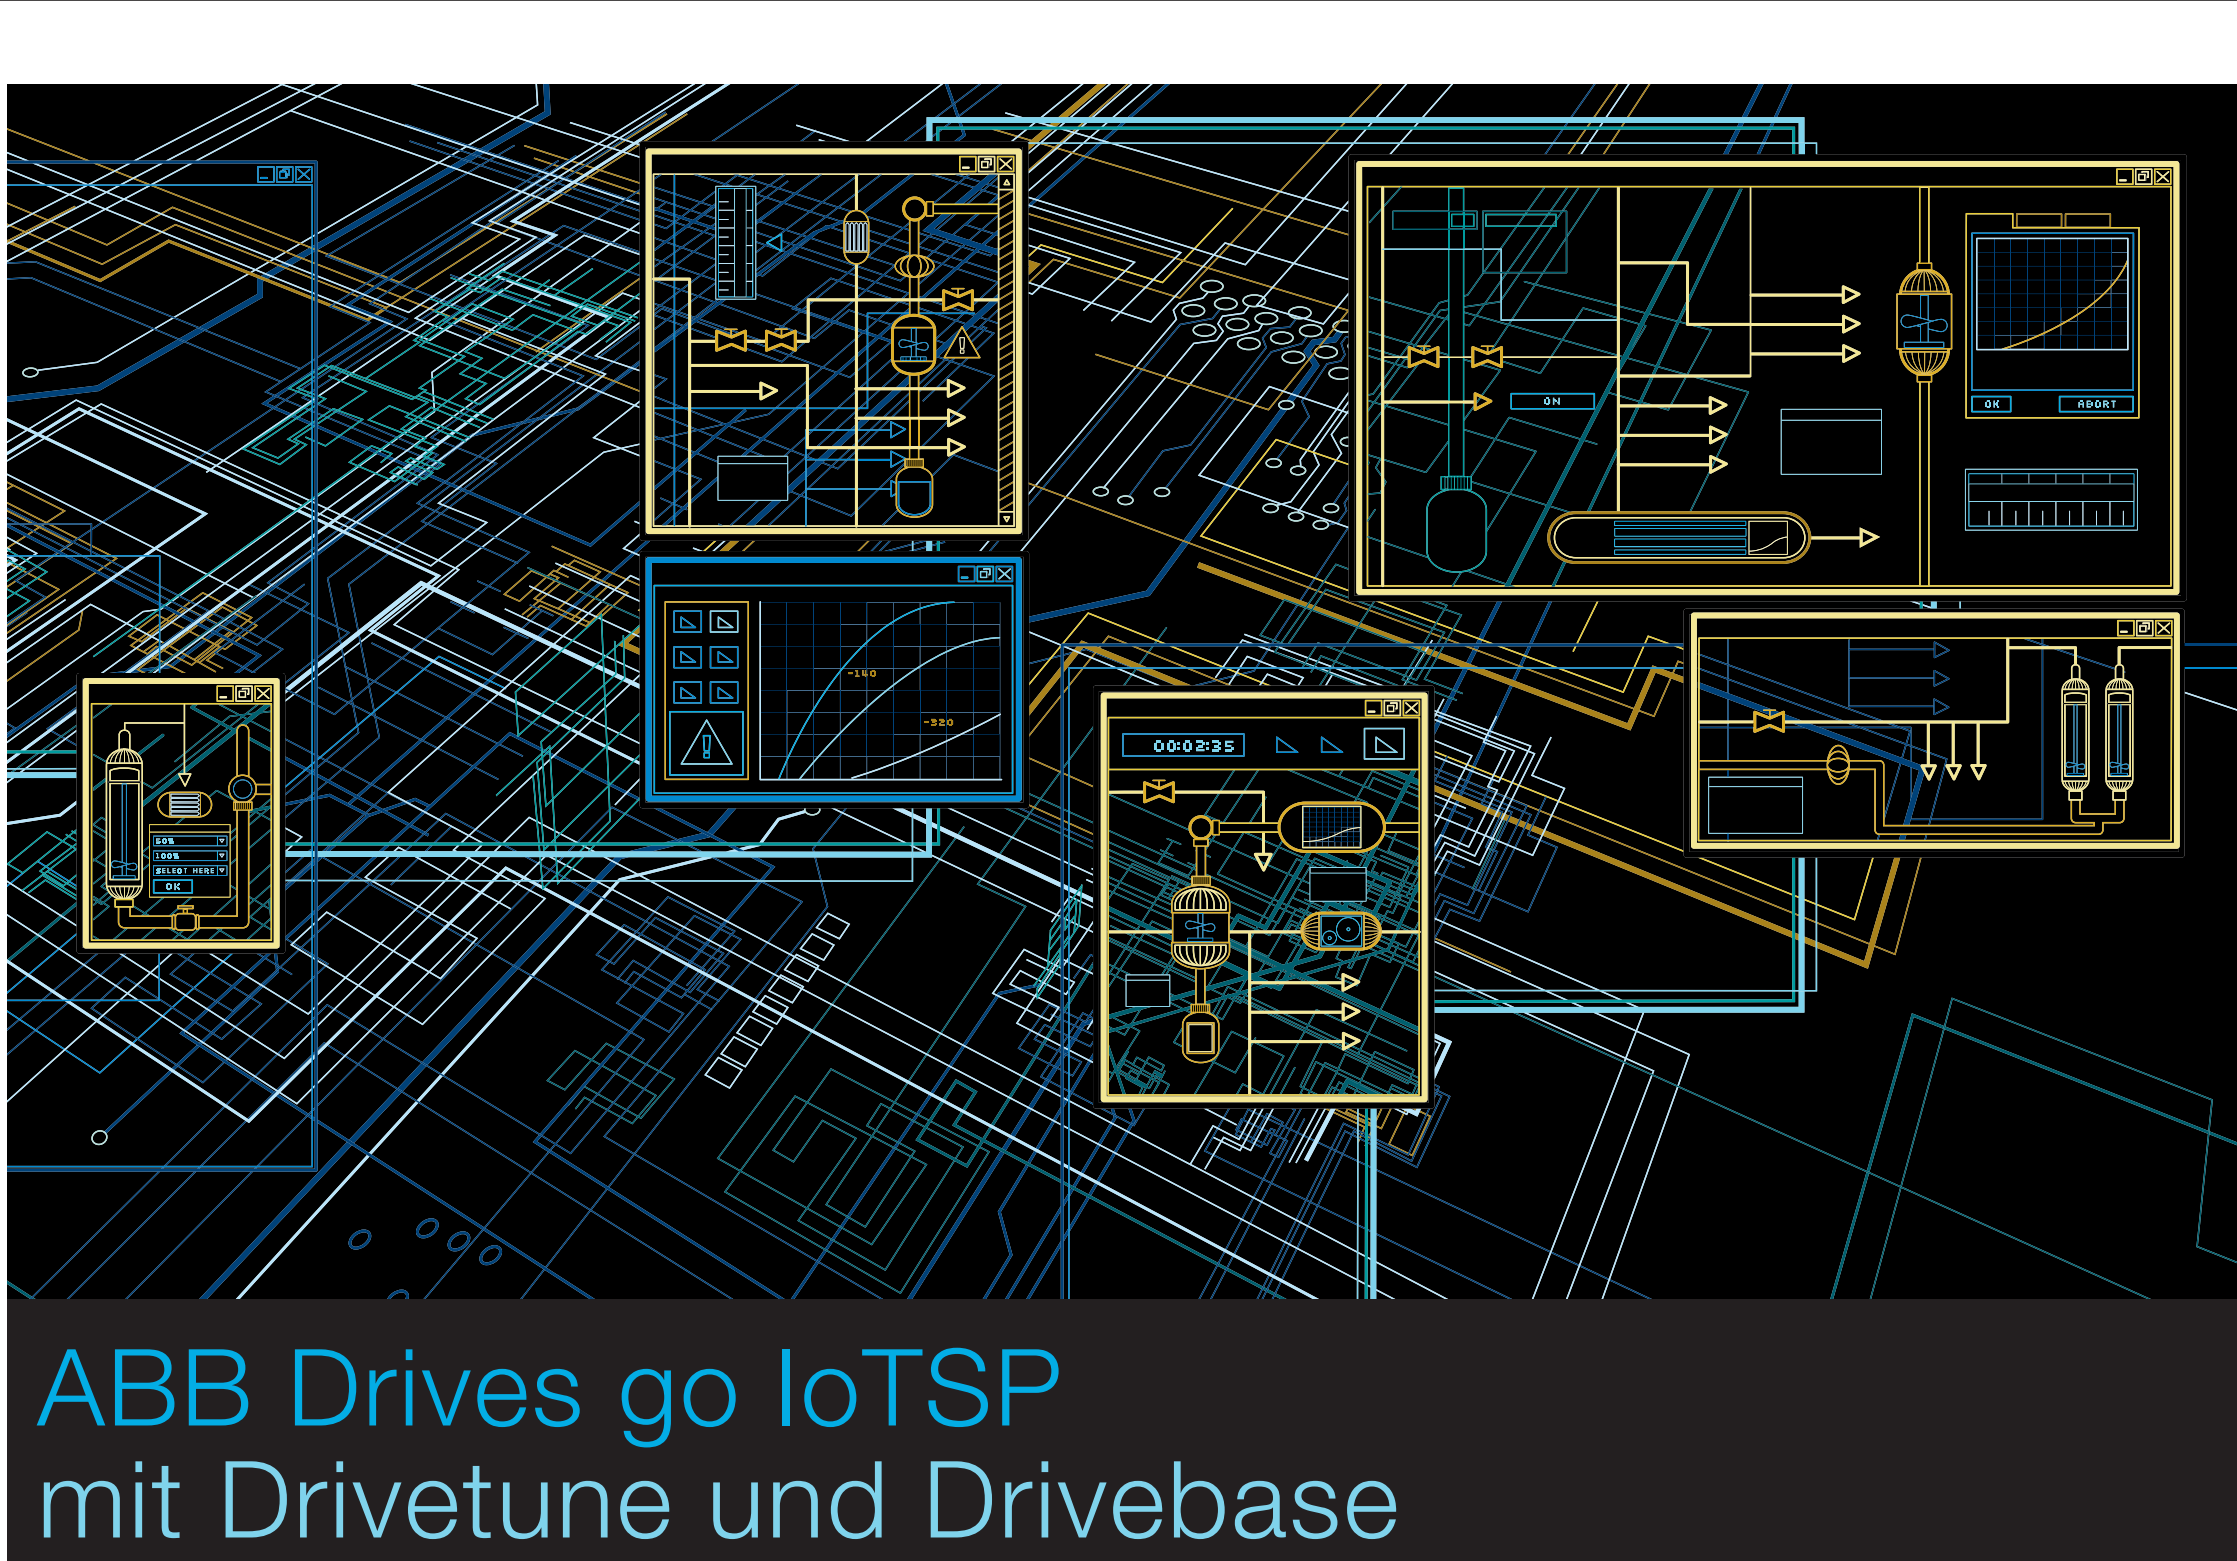 ON
OK
ABORT
-140
-320
00:02:35
50%
100%
SELECT HERE
OK
ABB Drives go IoTSP
mit Drivetune und Drivebase